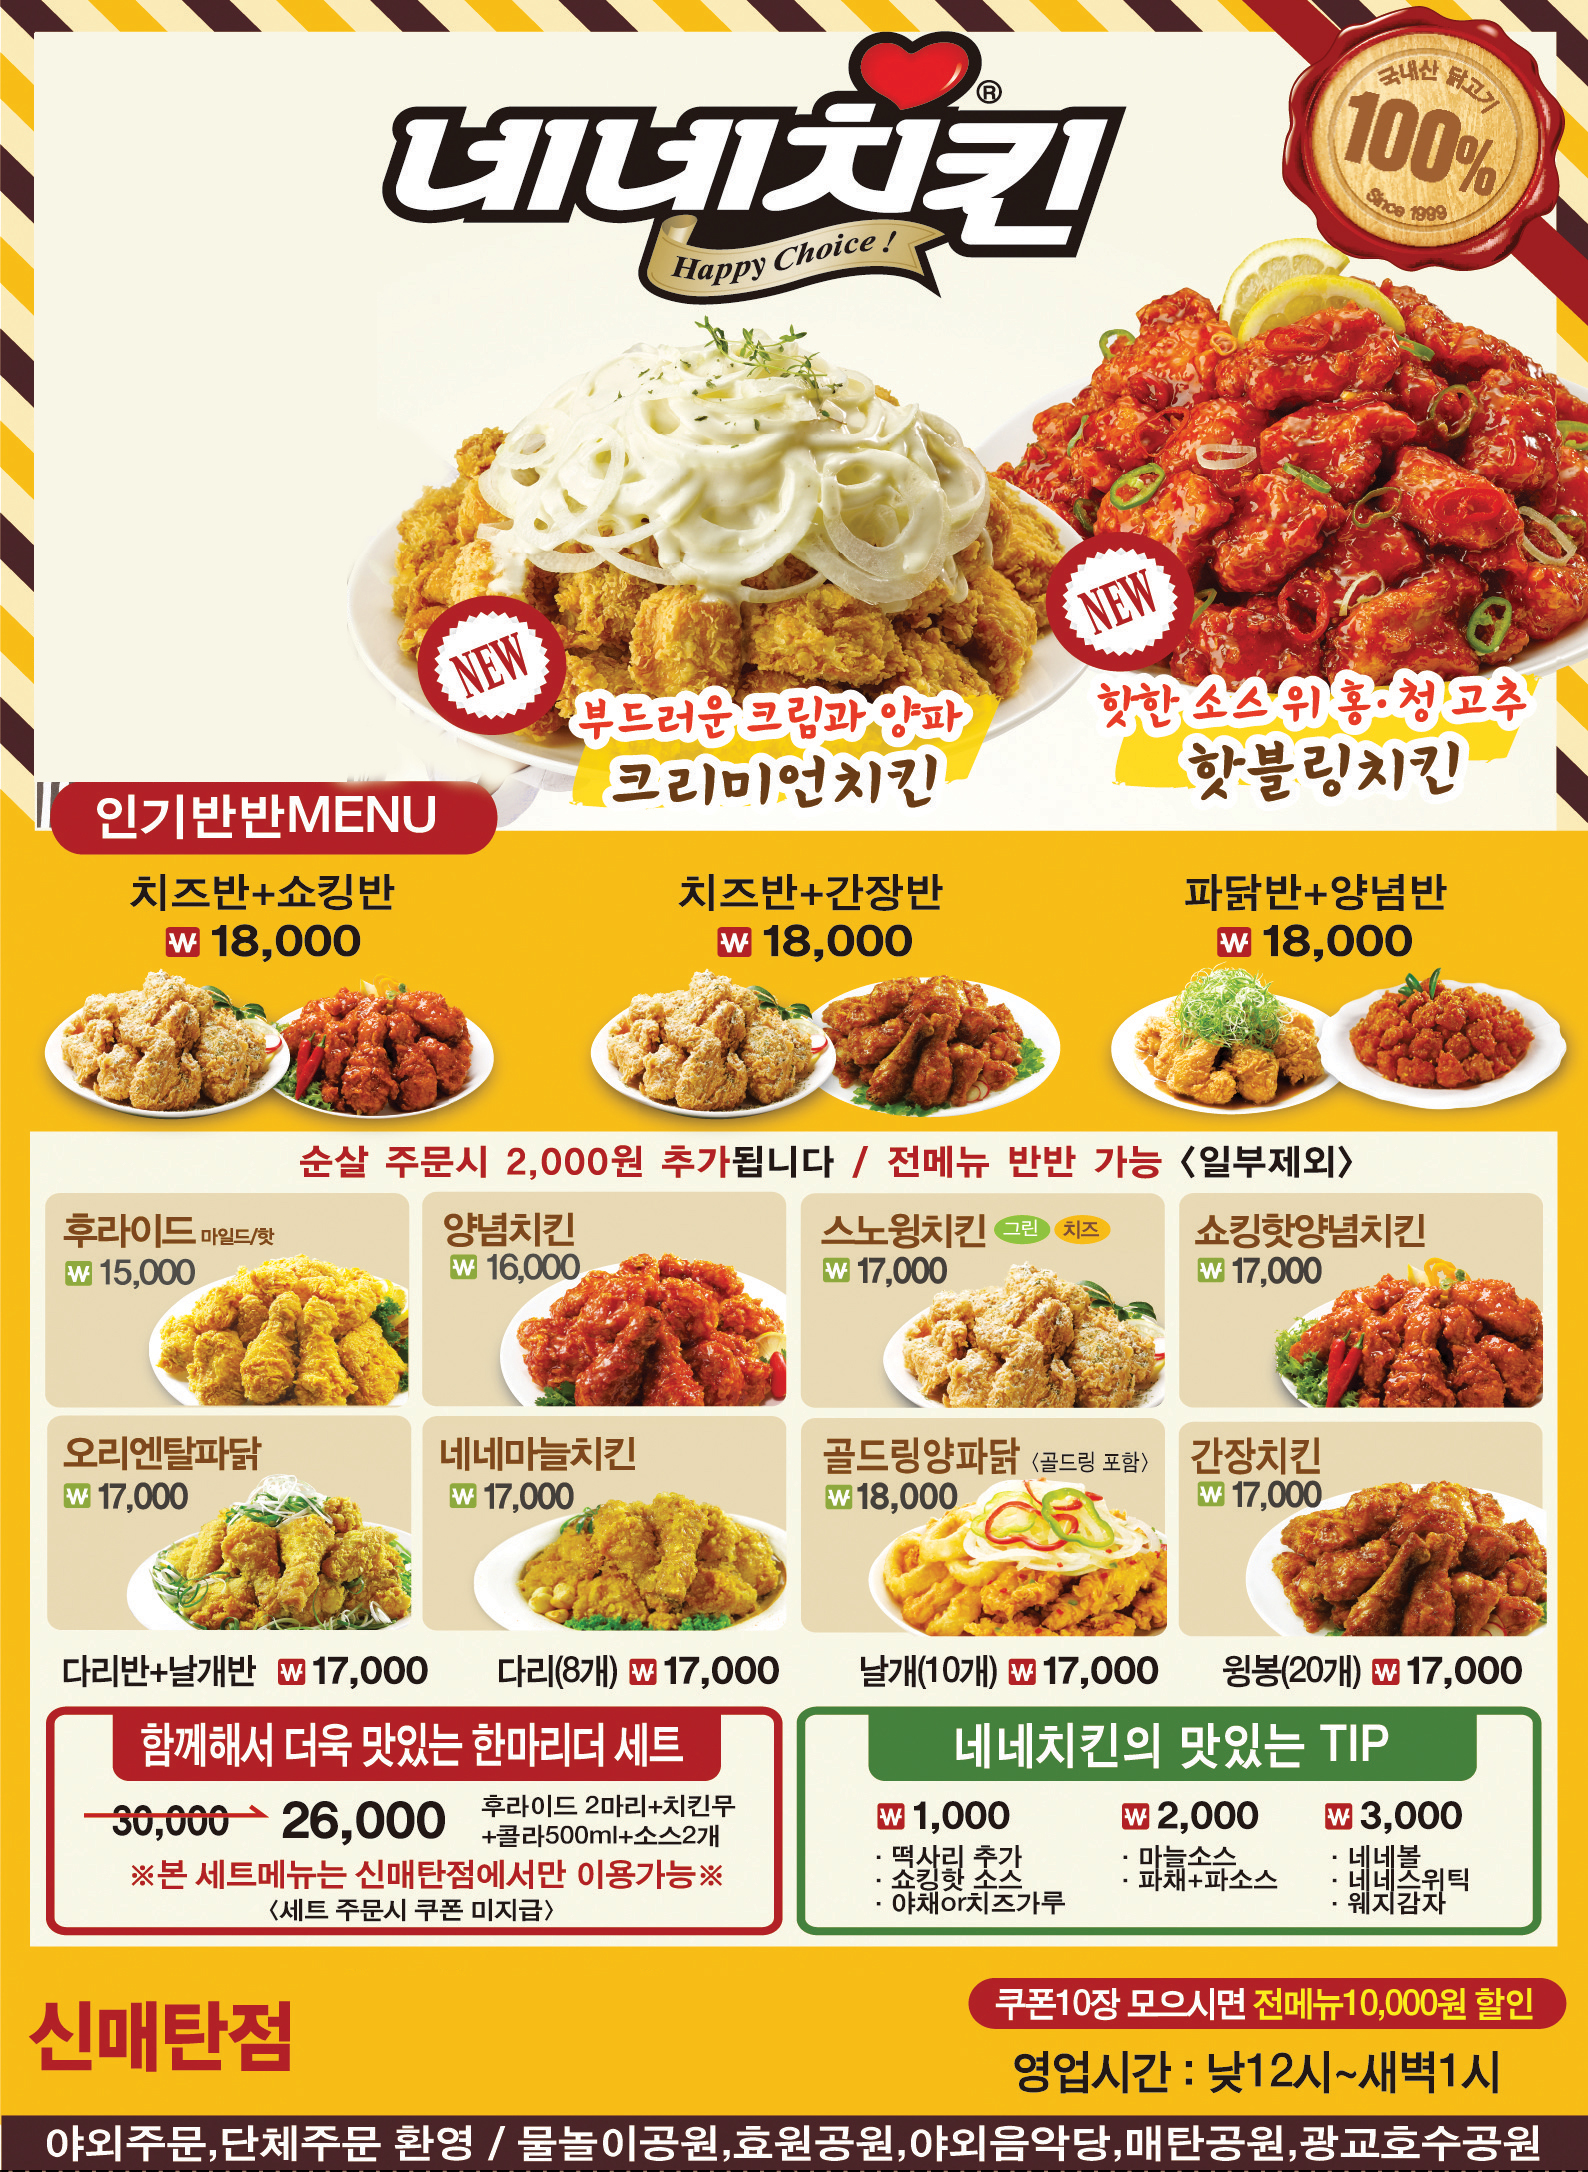 국내산 닭고기
100%
Since 1999
네네치킨®
Happy Choice !
NEW
부드러운 크림과 양파
크리미언치킨
NEW
핫한 소스 위 홍·청 고추
핫블링치킨
인기반반MENU
치즈반+쇼킹반
₩ 18,000
치즈반+간장반
₩ 18,000
파닭반+양념반
₩ 18,000
순살 주문시 2,000원 추가됩니다 / 전메뉴 반반 가능 <일부제외>
후라이드 마일드/핫
₩ 15,000
양념치킨
₩ 16,000
스노윙치킨 그린 치즈
₩ 17,000
쇼킹핫양념치킨
₩ 17,000
오리엔탈파닭
₩ 17,000
네네마늘치킨
₩ 17,000
골드링양파닭 <골드링 포함>
₩ 18,000
간장치킨
₩ 17,000
다리반+날개반 ₩ 17,000
다리(8개) ₩ 17,000
날개(10개) ₩ 17,000
윙봉(20개) ₩ 17,000
함께해서 더욱 맛있는 한마리더 세트
30,000 26,000
후라이드 2마리+치킨무
+콜라500ml+소스2개
※본 세트메뉴는 신매탄점에서만 이용가능※
<세트 주문시 쿠폰 미지급>
네네치킨의 맛있는 TIP
₩ 1,000
· 떡사리 추가
· 쇼킹핫 소스
· 야채or치즈가루
₩ 2,000
· 마늘소스
· 파채+파소스
₩ 3,000
· 네네볼
· 네네스위틱
· 웨지감자
신매탄점
쿠폰10장 모으시면 전메뉴10,000원 할인
영업시간 : 낮12시~새벽1시
야외주문,단체주문 환영 / 물놀이공원,효원공원,야외음악당,매탄공원,광교호수공원